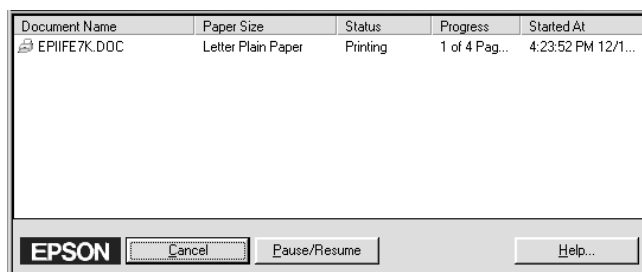 Document Name Paper Size Status Progress Started At
EPIIFE7K.DOC Letter Plain Paper Printing 1 of 4 Pag... 4:23:52 PM 12/1...
EPSON Cancel Pause/Resume Help...